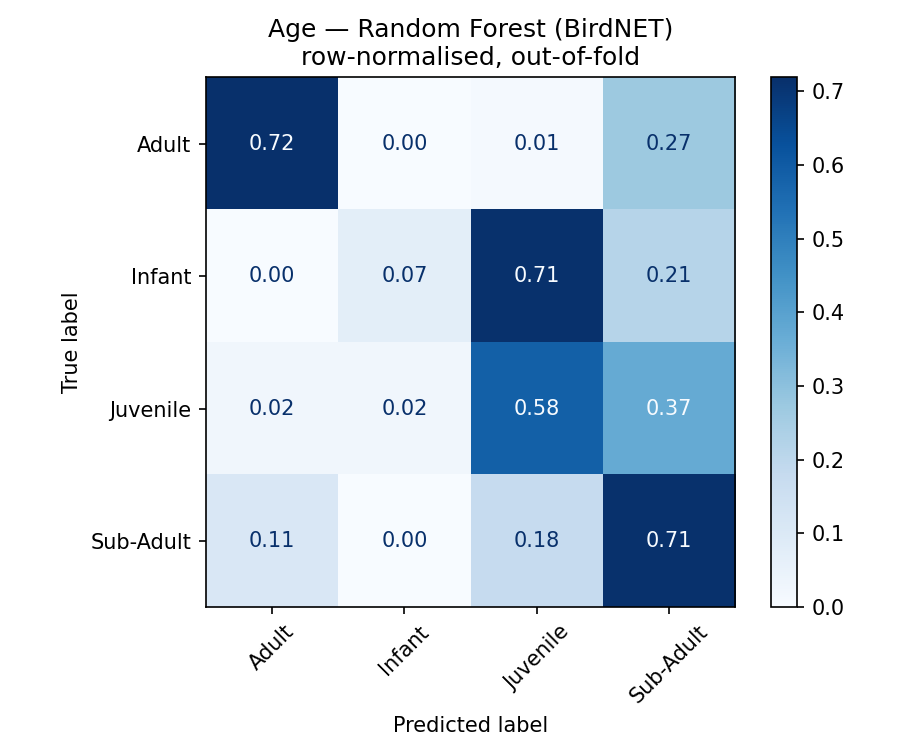 Age — Random Forest (BirdNET)
row-normalised, out-of-fold
True label
Adult 0.72 0.00 0.01 0.27
Infant 0.00 0.07 0.71 0.21
Juvenile 0.02 0.02 0.58 0.37
Sub-Adult 0.11 0.00 0.18 0.71
Adult Infant Juvenile Sub-Adult
Predicted label
0.7
0.6
0.5
0.4
0.3
0.2
0.1
0.0